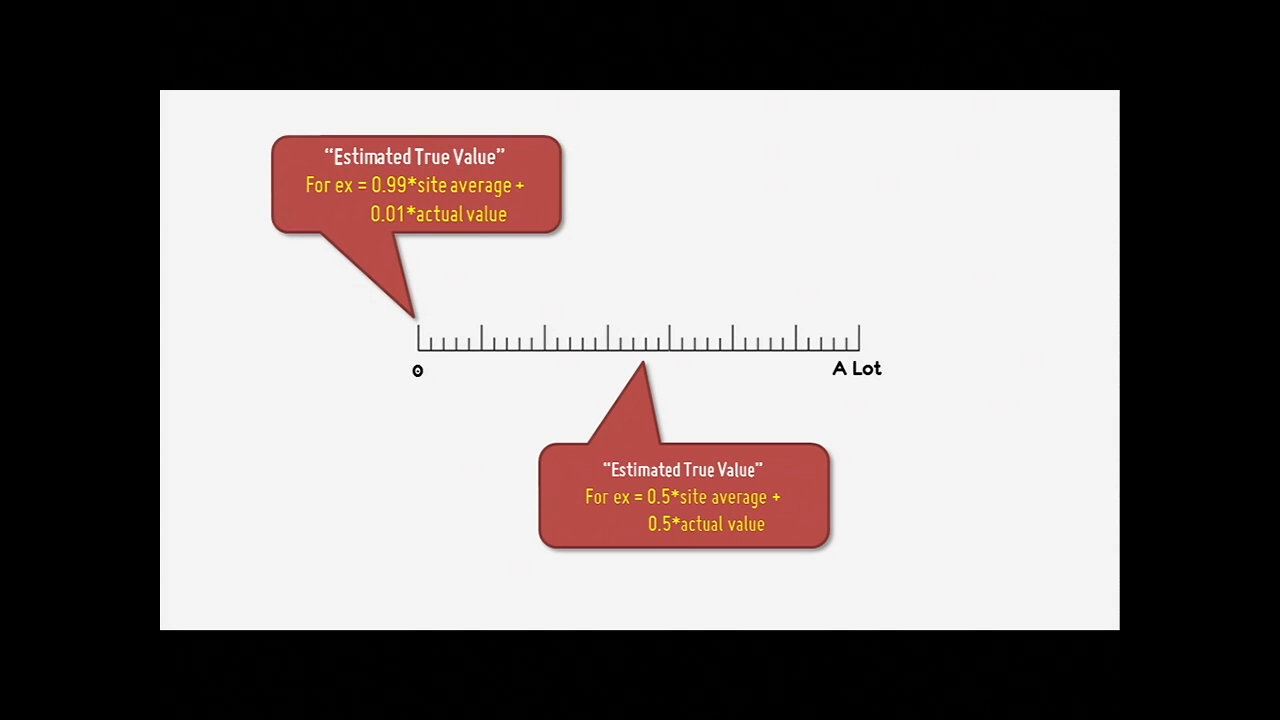 “Estimated True Value”
For ex = 0.99*site average +
0.01*actual value
0
A Lot
"Estimated True Value"
For ex = 0.5*site average +
0.5*actual value